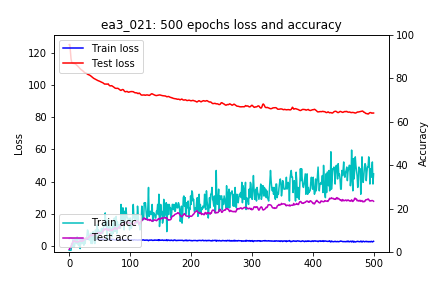 ea3_021: 500 epochs loss and accuracy
Train loss
Test loss
Train acc
Test acc
Loss
Accuracy
120
100
80
60
40
20
0
100
80
60
40
20
0
0
100
200
300
400
500